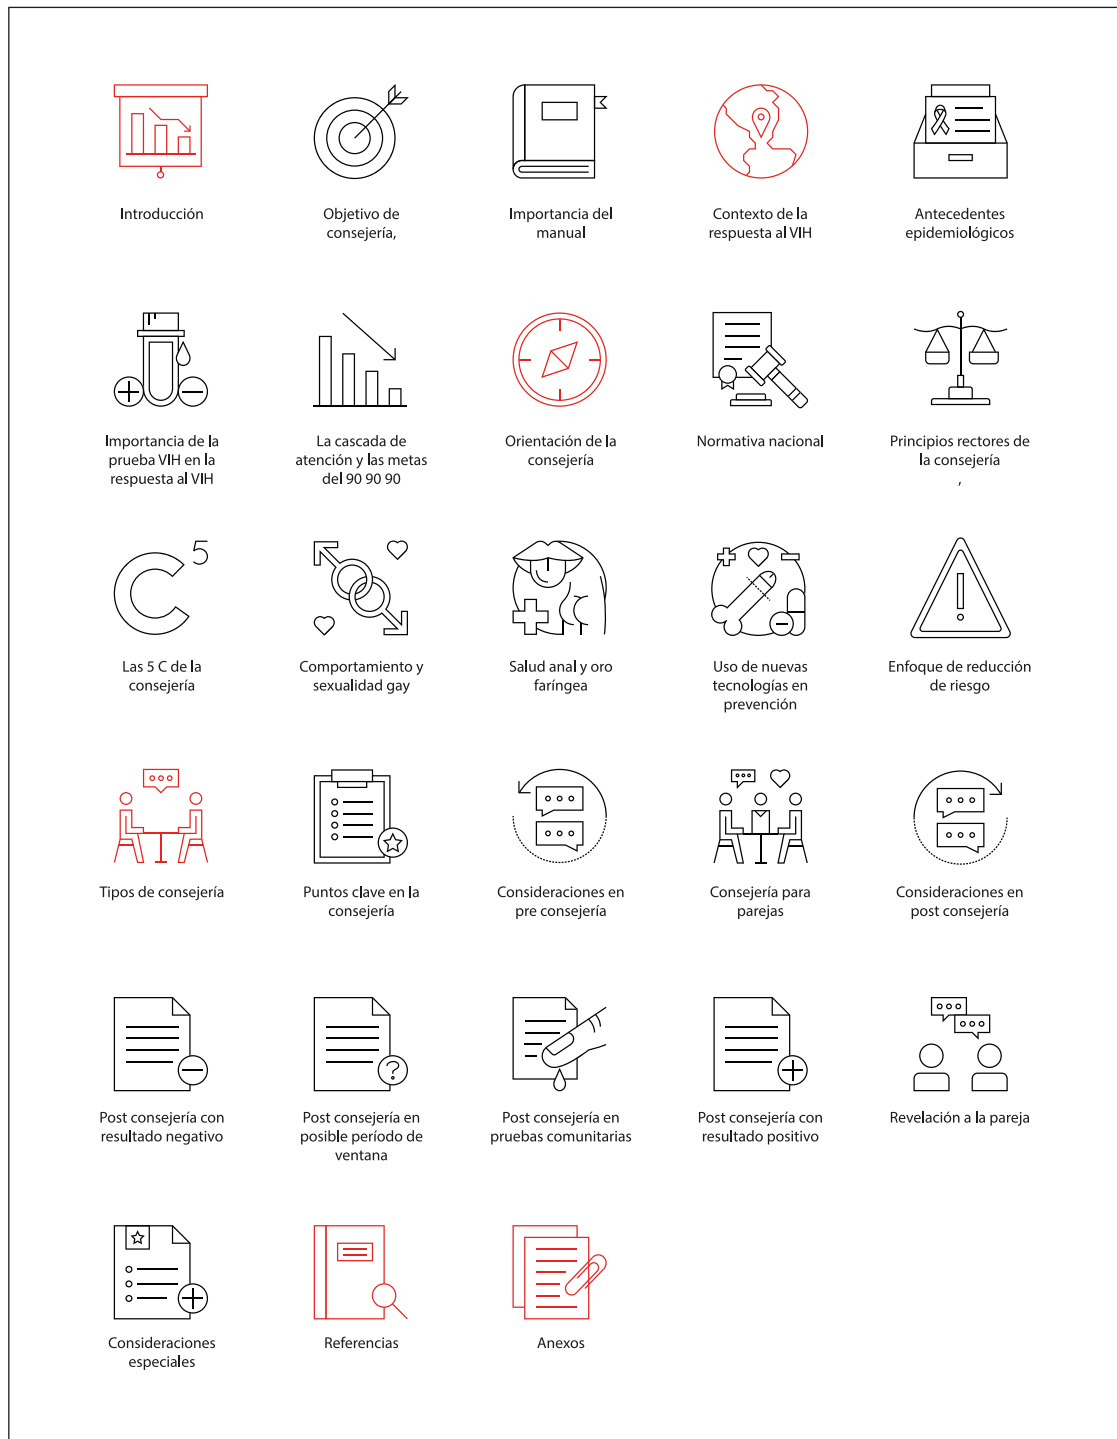 Introducción
Objetivo de
consejería,
Importancia del
manual
Contexto de la
respuesta al VIH
Antecedentes
epidemiológicos
Importancia de la
prueba VIH en la
respuesta al VIH
La cascada de
atención y las metas
del 90 90 90
Orientación de la
consejería
Normativa nacional
Principios rectores de
la consejería
,
C 5
Las 5 C de la
consejería
Comportamiento y
sexualidad gay
Salud anal y oro
faríngea
Uso de nuevas
tecnologías en
prevención
Enfoque de reducción
de riesgo
Tipos de consejería
Puntos clave en la
consejería
Consideraciones en
pre consejería
Consejería para
parejas
Consideraciones en
post consejería
Post consejería con
resultado negativo
?
Post consejería en
posible período de
ventana
Post consejería en
pruebas comunitarias
Post consejería con
resultado positivo
Revelación a la pareja
Consideraciones
especiales
Referencias
Anexos